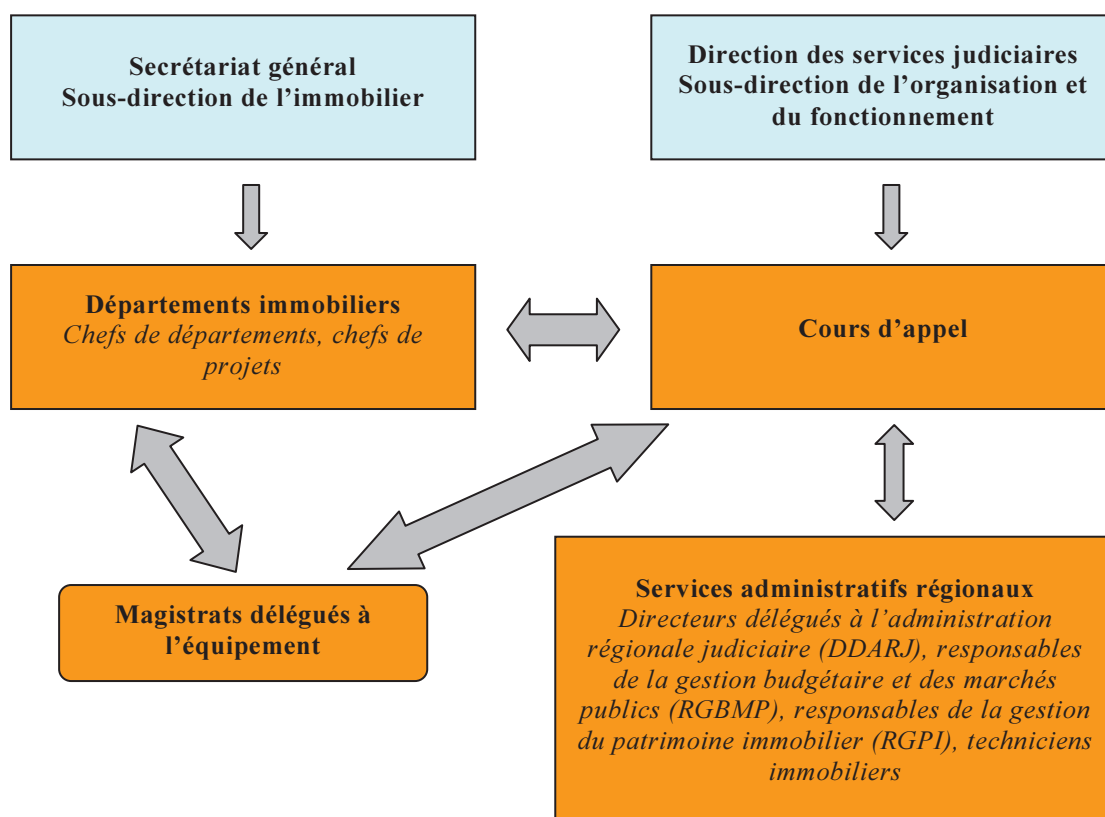 Secrétariat général
Sous-direction de l’immobilier
Direction des services judiciaires
Sous-direction de l’organisation et
du fonctionnement
Départements immobiliers
Chefs de départements, chefs de
projets
Cours d’appel
Magistrats délégués à
l’équipement
Services administratifs régionaux
Directeurs délégués à l’administration
régionale judiciaire (DDARJ), responsables
de la gestion budgétaire et des marchés
publics (RGBMP), responsables de la gestion
du patrimoine immobilier (RGPI), techniciens
immobiliers